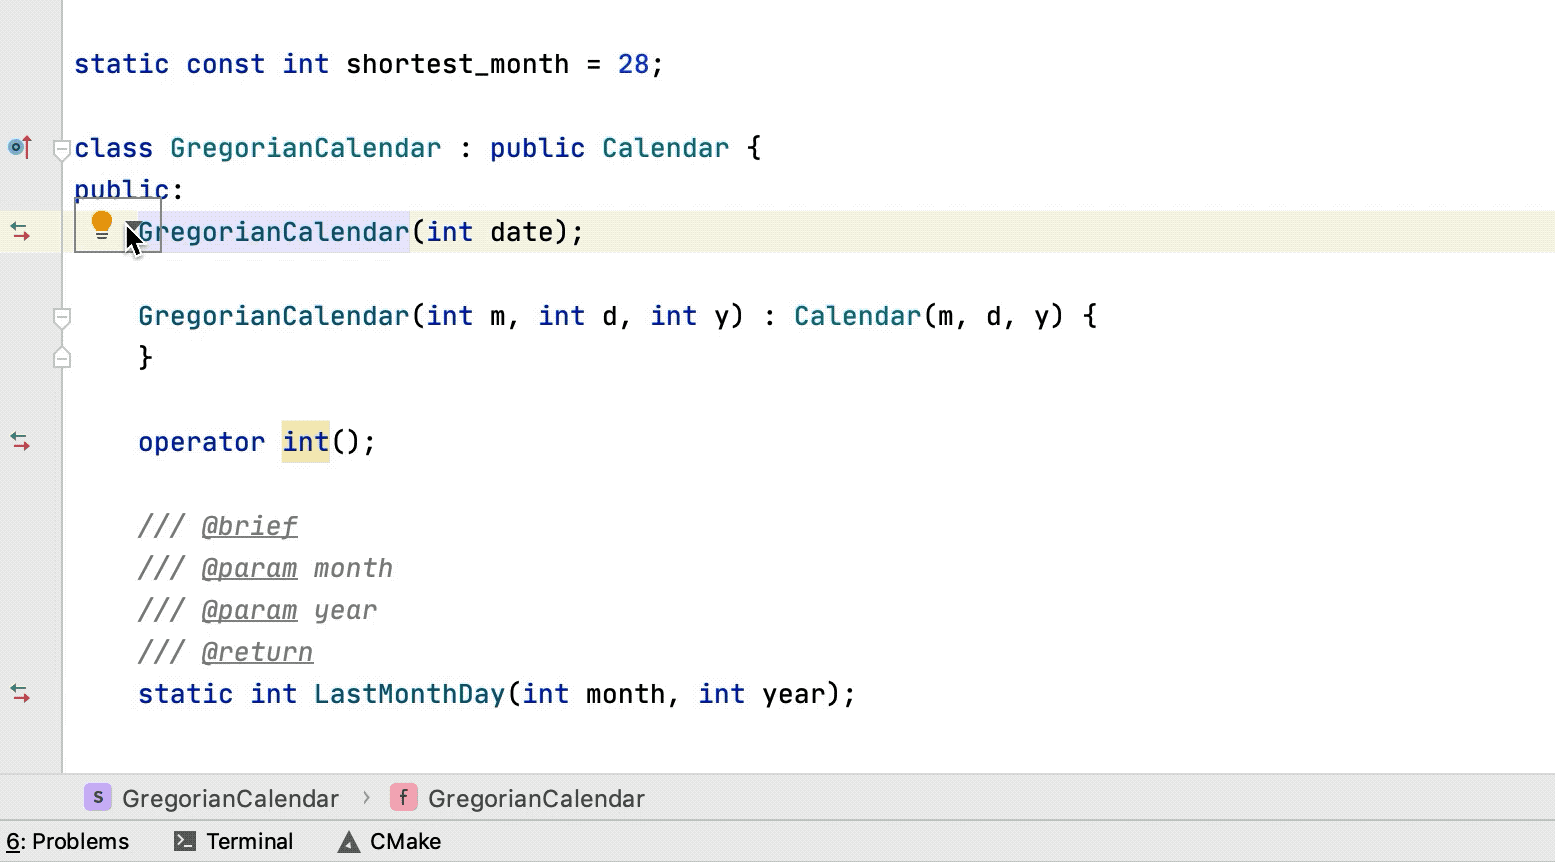 static const int shortest_month = 28;
class GregorianCalendar : public Calendar {
public:
GregorianCalendar(int date);
GregorianCalendar(int m, int d, int y) : Calendar(m, d, y) {
}
operator int();
/// @brief
/// @param month
/// @param year
/// @return
static int LastMonthDay(int month, int year);
S GregorianCalendar › f GregorianCalendar
6: Problems Terminal CMake